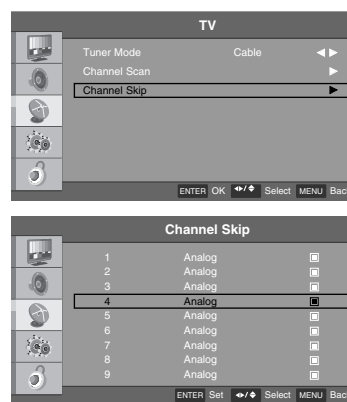 TV
Tuner Mode Cable
Channel Scan
Channel Skip
ENTER OK Select MENU Bac
Channel Skip
1 Analog
2 Analog
3 Analog
4 Analog
5 Analog
6 Analog
7 Analog
8 Analog
9 Analog
ENTER Set Select MENU Bac